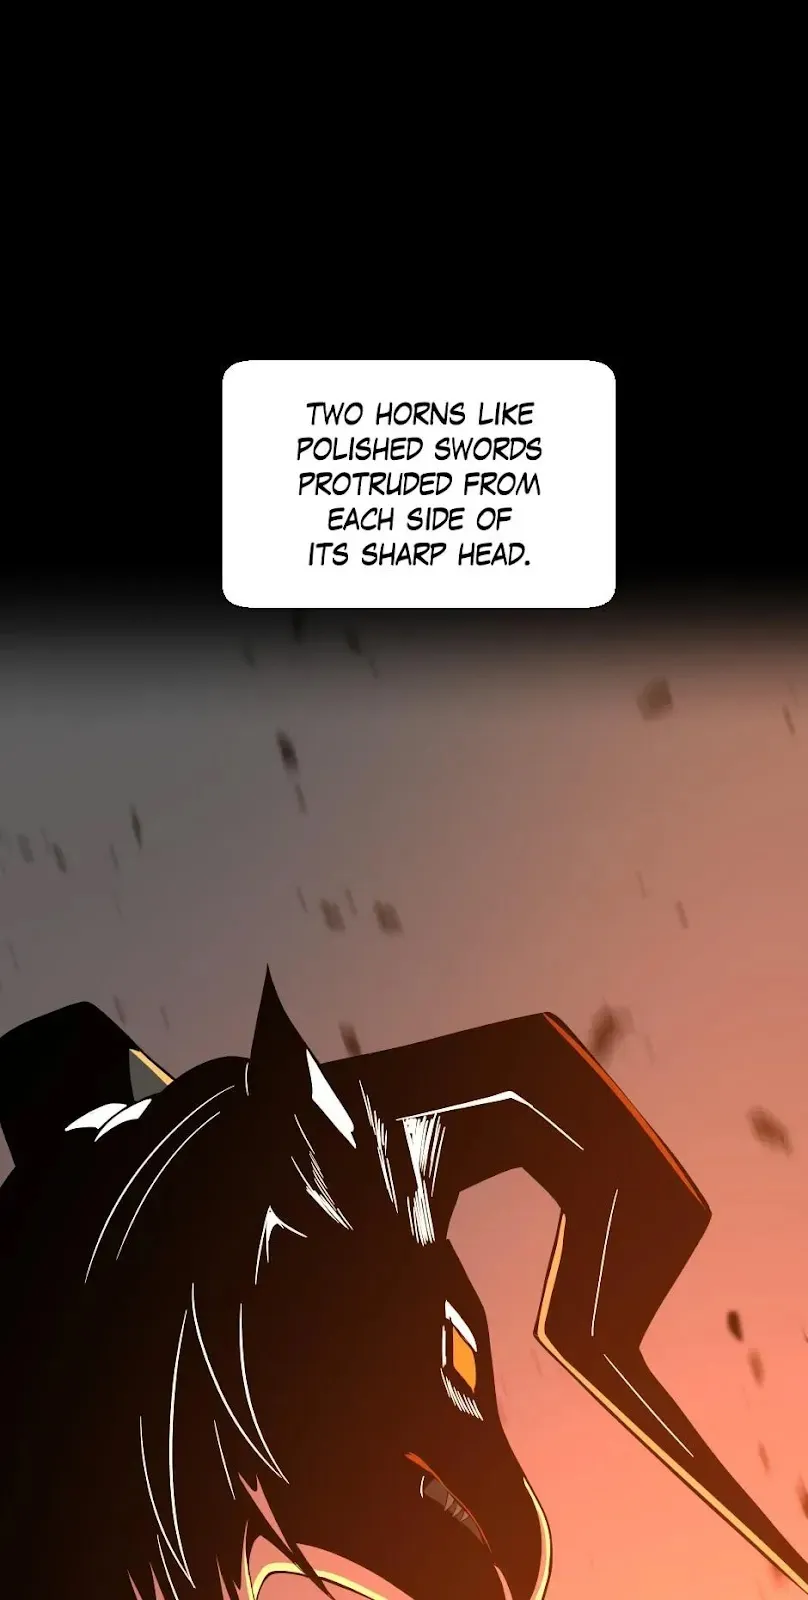 TWO HORNS LIKE
POLISHED SWORDS
PROTRUDED FROM
EACH SIDE OF
ITS SHARP HEAD.